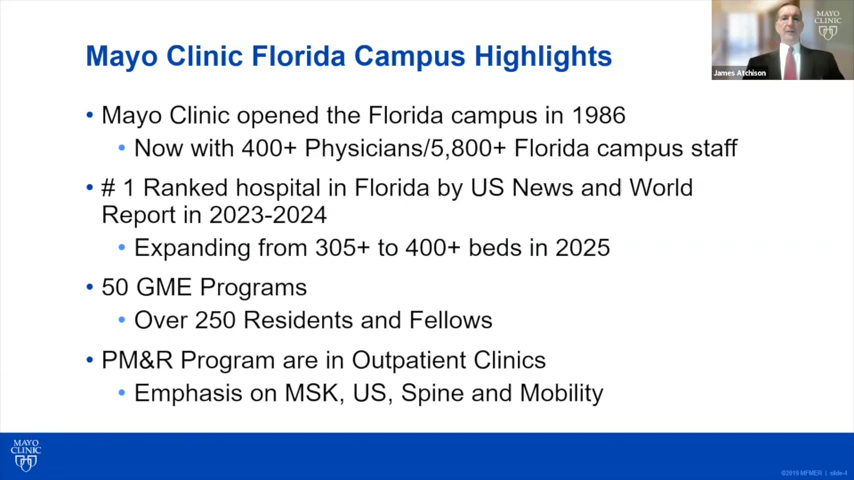 Mayo Clinic Florida Campus Highlights
MAYO
CLINIC
James Atchison
• Mayo Clinic opened the Florida campus in 1986
• Now with 400+ Physicians/5,800+ Florida campus staff
• # 1 Ranked hospital in Florida by US News and World
Report in 2023-2024
• Expanding from 305+ to 400+ beds in 2025
• 50 GME Programs
• Over 250 Residents and Fellows
• PM&R Program are in Outpatient Clinics
• Emphasis on MSK, US, Spine and Mobility
MAYO
CLINIC
©2019 MFMER | slide-4